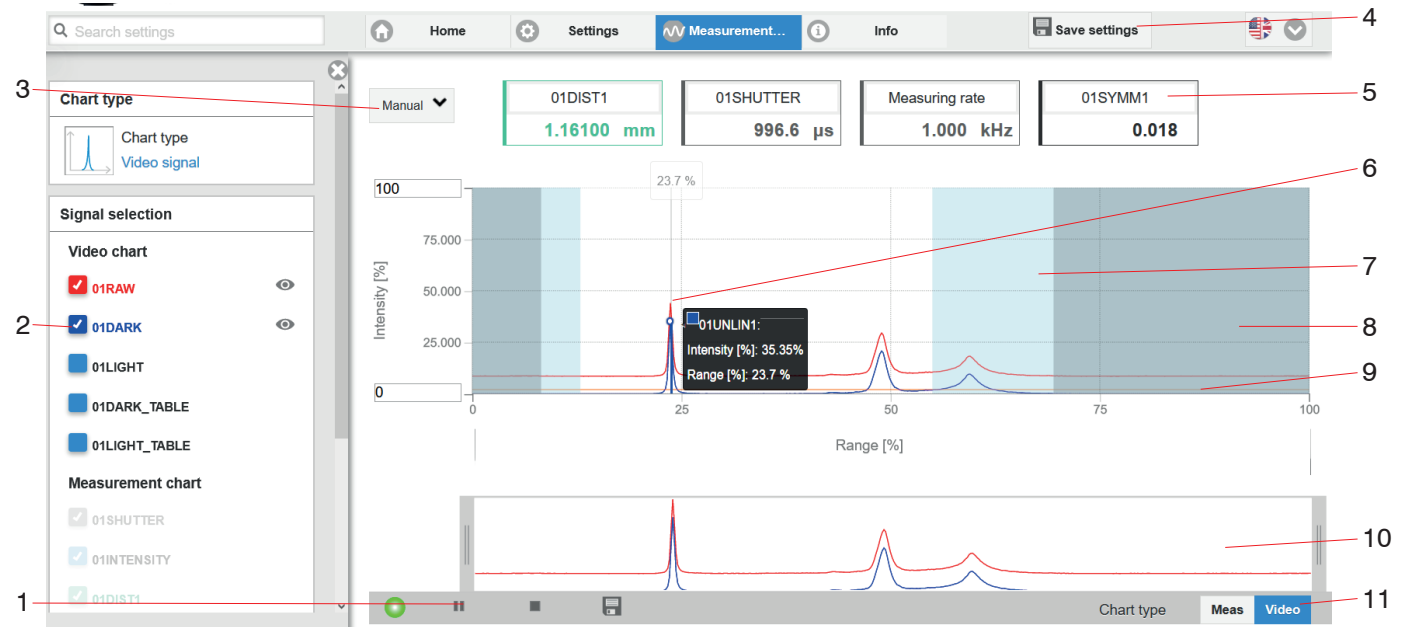 Search settings
Home
Settings
Measurement...
Info
Save settings
4
3
Chart type
Chart type
Video signal
Manual
01DIST1
1.16100 mm
01SHUTTER
996.6 µs
Measuring rate
1.000 kHz
01SYMM1
0.018
5
Signal selection
Video chart
01RAW
2
01DARK
01LIGHT
01DARK_TABLE
01LIGHT_TABLE
Measurement chart
01SHUTTER
01INTENSITY
01DIST1
23.7 %
6
100
75.000
50.000
25.000
0
Intensity [%]
7
8
9
01UNLIN1:
Intensity [%]: 35.35%
Range [%]: 23.7 %
0
25
50
75
100
Range [%]
10
1
Chart type
Meas
Video
11